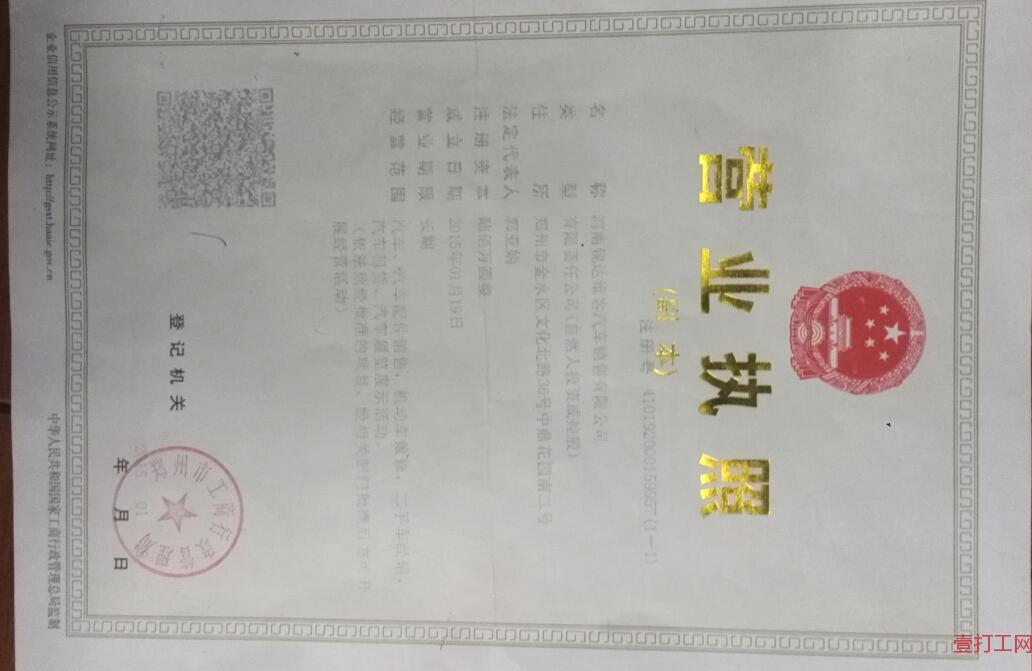 营业执照
(副 本)
注册号 410192000159957(1-1)
名 称 河南俊达旅客汽车销售有限公司
类 型 有限责任公司(自然人投资或控股)
住 所 郑州市金水区文化北路38号中鼎花园南二号
法定代表人 郭亚娟
注册资本 陆佰万圆整
成立日期 2015年01月19日
营业期限 长期
经营范围 汽车、汽车配件销售,机动车维修,二手车经销,
汽车租赁,汽车展览展示活动。
(依法须经批准的项目,经相关部门批准后方可开
展经营活动)
登记机关
郑州市工商行政管理局
2015 01
年 月 日
企业信用信息公示系统网址:http://gsxt.haaic.gov.cn
中华人民共和国国家工商行政管理总局监制
壹打工网